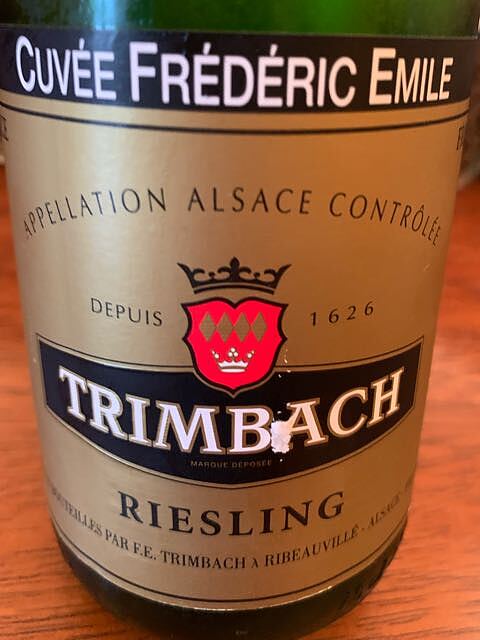 CUVÉE FRÉDÉRIC EMILE
APPELLATION ALSACE CONTRÔLÉE
DEPUIS 1626
TRIMBACH
MARQUE DÉPOSÉE
RIESLING
BOUTEILLES PAR F.E. TRIMBACH À RIBEAUVILLÉ - ALSACE -